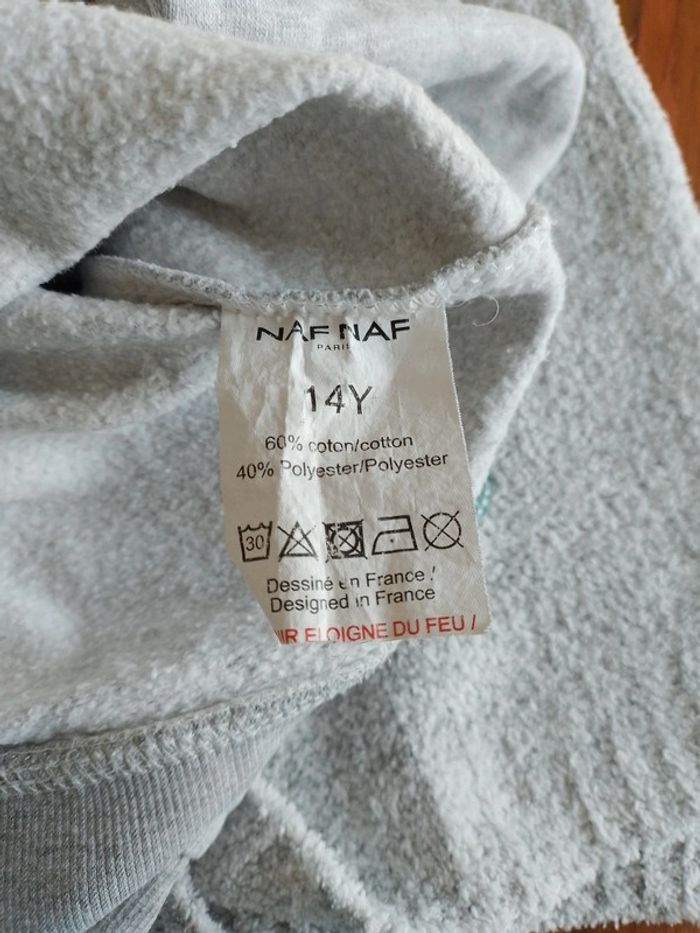 NAF NAF
PARIS
14Y
60% coton/cotton
40% Polyester/Polyester
30
Dessiné en France /
Designed in France
ELOIGNE DU FEU /